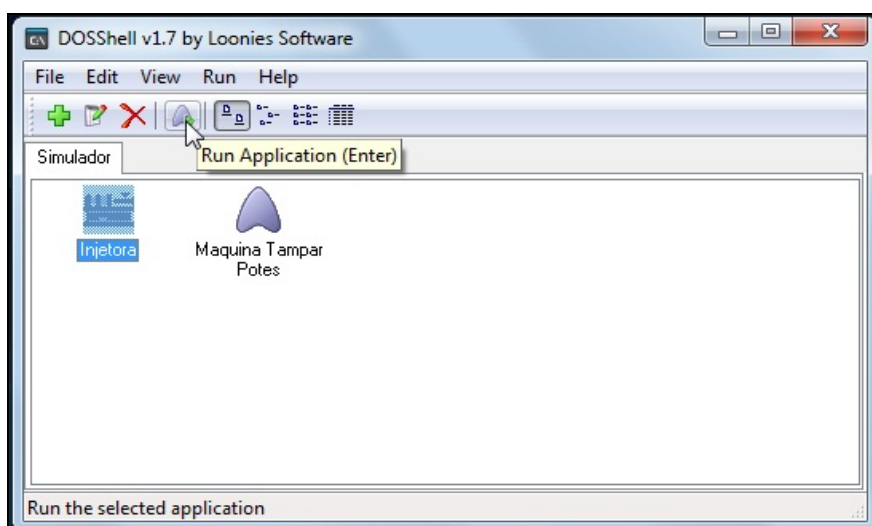 DOSShell v1.7 by Loonies Software
File Edit View Run Help
Run Application (Enter)
Simulador
Injetora
Maquina Tampar
Potes
Run the selected application